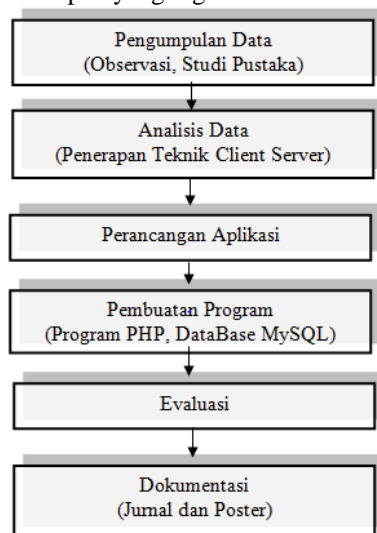 Pengumpulan Data
(Observasi, Studi Pustaka)
Analisis Data
(Penerapan Teknik Client Server)
Perancangan Aplikasi
Pembuatan Program
(Program PHP, DataBase MySQL)
Evaluasi
Dokumentasi
(Jurnal dan Poster)